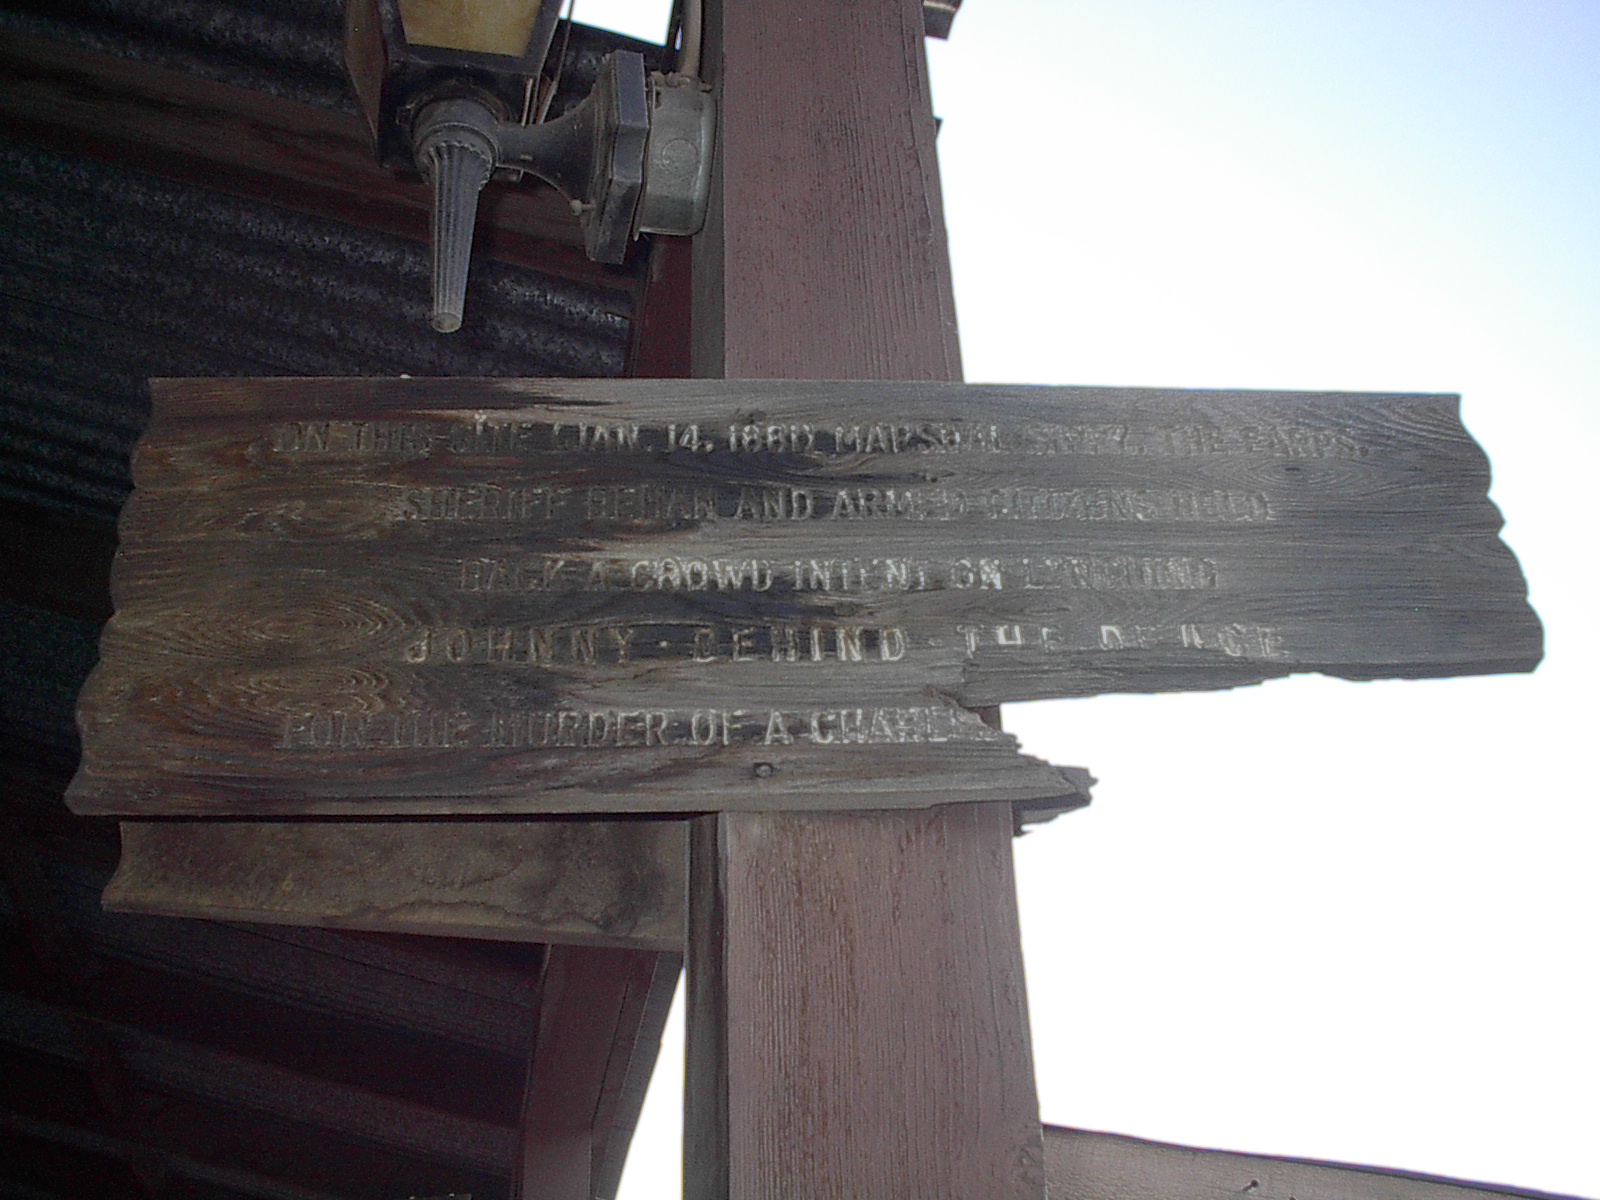 ON THIS SITE (JAN. 14, 1881), MARSHAL SIPPY, THE EARPS,
SHERIFF BEHAN AND ARMED CITIZENS HELD
BACK A CROWD INTENT ON LYNCHING
JOHNNY - BEHIND - THE - DEUCE
FOR THE MURDER OF A CHARLES